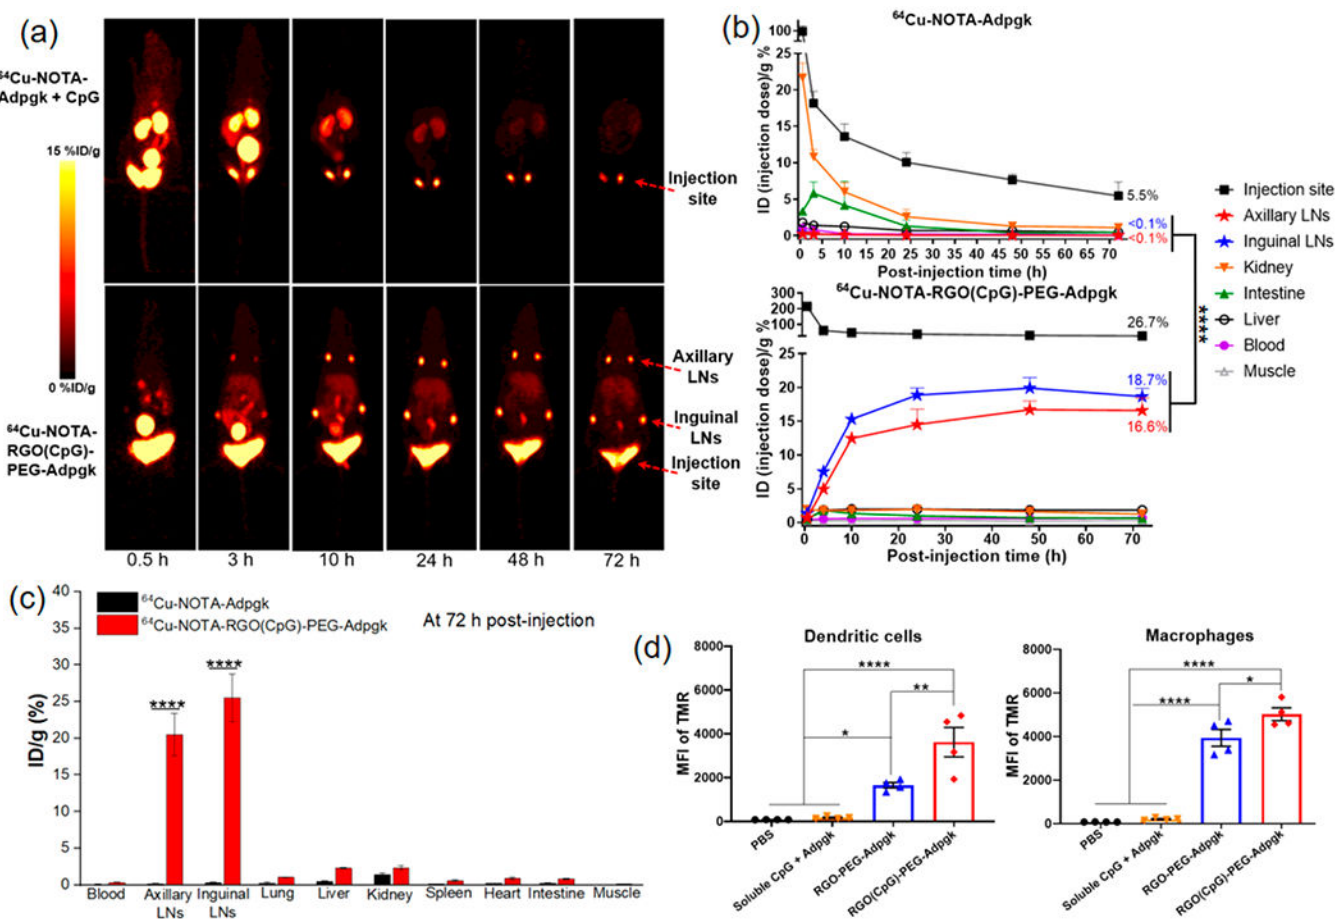 (a)
⁶⁴Cu-NOTA-
Adpgk + CpG
15 %ID/g
0 %ID/g
Injection
site
⁶⁴Cu-NOTA-
RGO(CpG)-
PEG-Adpgk
Axillary
LNs
Inguinal
LNs
Injection
site
0.5 h 3 h 10 h 24 h 48 h 72 h
(b)
⁶⁴Cu-NOTA-Adpgk
ID (injection dose)/g %
100
25
20
15
10
5
0
5.5%
<0.1%
<0.1%
0 5 10 15 20 25 30 35 40 45 50 55 60 65 70
Post-injection time (h)
⁶⁴Cu-NOTA-RGO(CpG)-PEG-Adpgk
ID (injection dose)/g %
300
200
100
25
20
15
10
5
0
26.7%
18.7%
16.6%
0 10 20 30 40 50 60 70
Post-injection time (h)
****
Injection site
Axillary LNs
Inguinal LNs
Kidney
Intestine
Liver
Blood
Muscle
(c)
⁶⁴Cu-NOTA-Adpgk
⁶⁴Cu-NOTA-RGO(CpG)-PEG-Adpgk
At 72 h post-injection
ID/g (%)
40
35
30
25
20
15
10
5
0
****
****
Blood Axillary LNs Inguinal LNs Lung Liver Kidney Spleen Heart Intestine Muscle
(d)
Dendritic cells
MFI of TMR
8000
6000
4000
2000
0
****
**
*
PBS
Soluble CpG + Adpgk
RGO-PEG-Adpgk
RGO(CpG)-PEG-Adpgk
Macrophages
MFI of TMR
8000
6000
4000
2000
0
****
*
****
PBS
Soluble CpG + Adpgk
RGO-PEG-Adpgk
RGO(CpG)-PEG-Adpgk